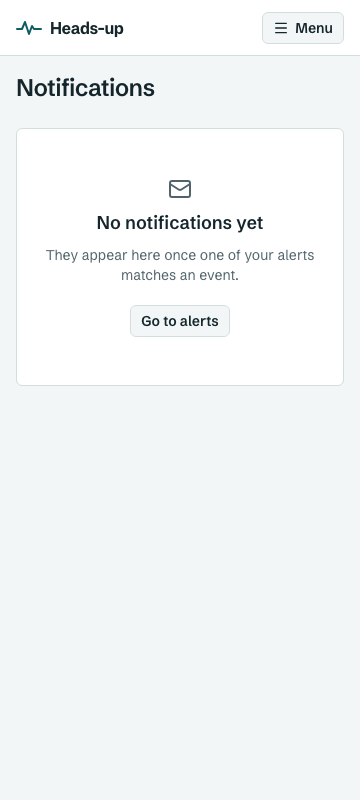 Heads-up
Menu
Notifications
No notifications yet
They appear here once one of your alerts
matches an event.
Go to alerts